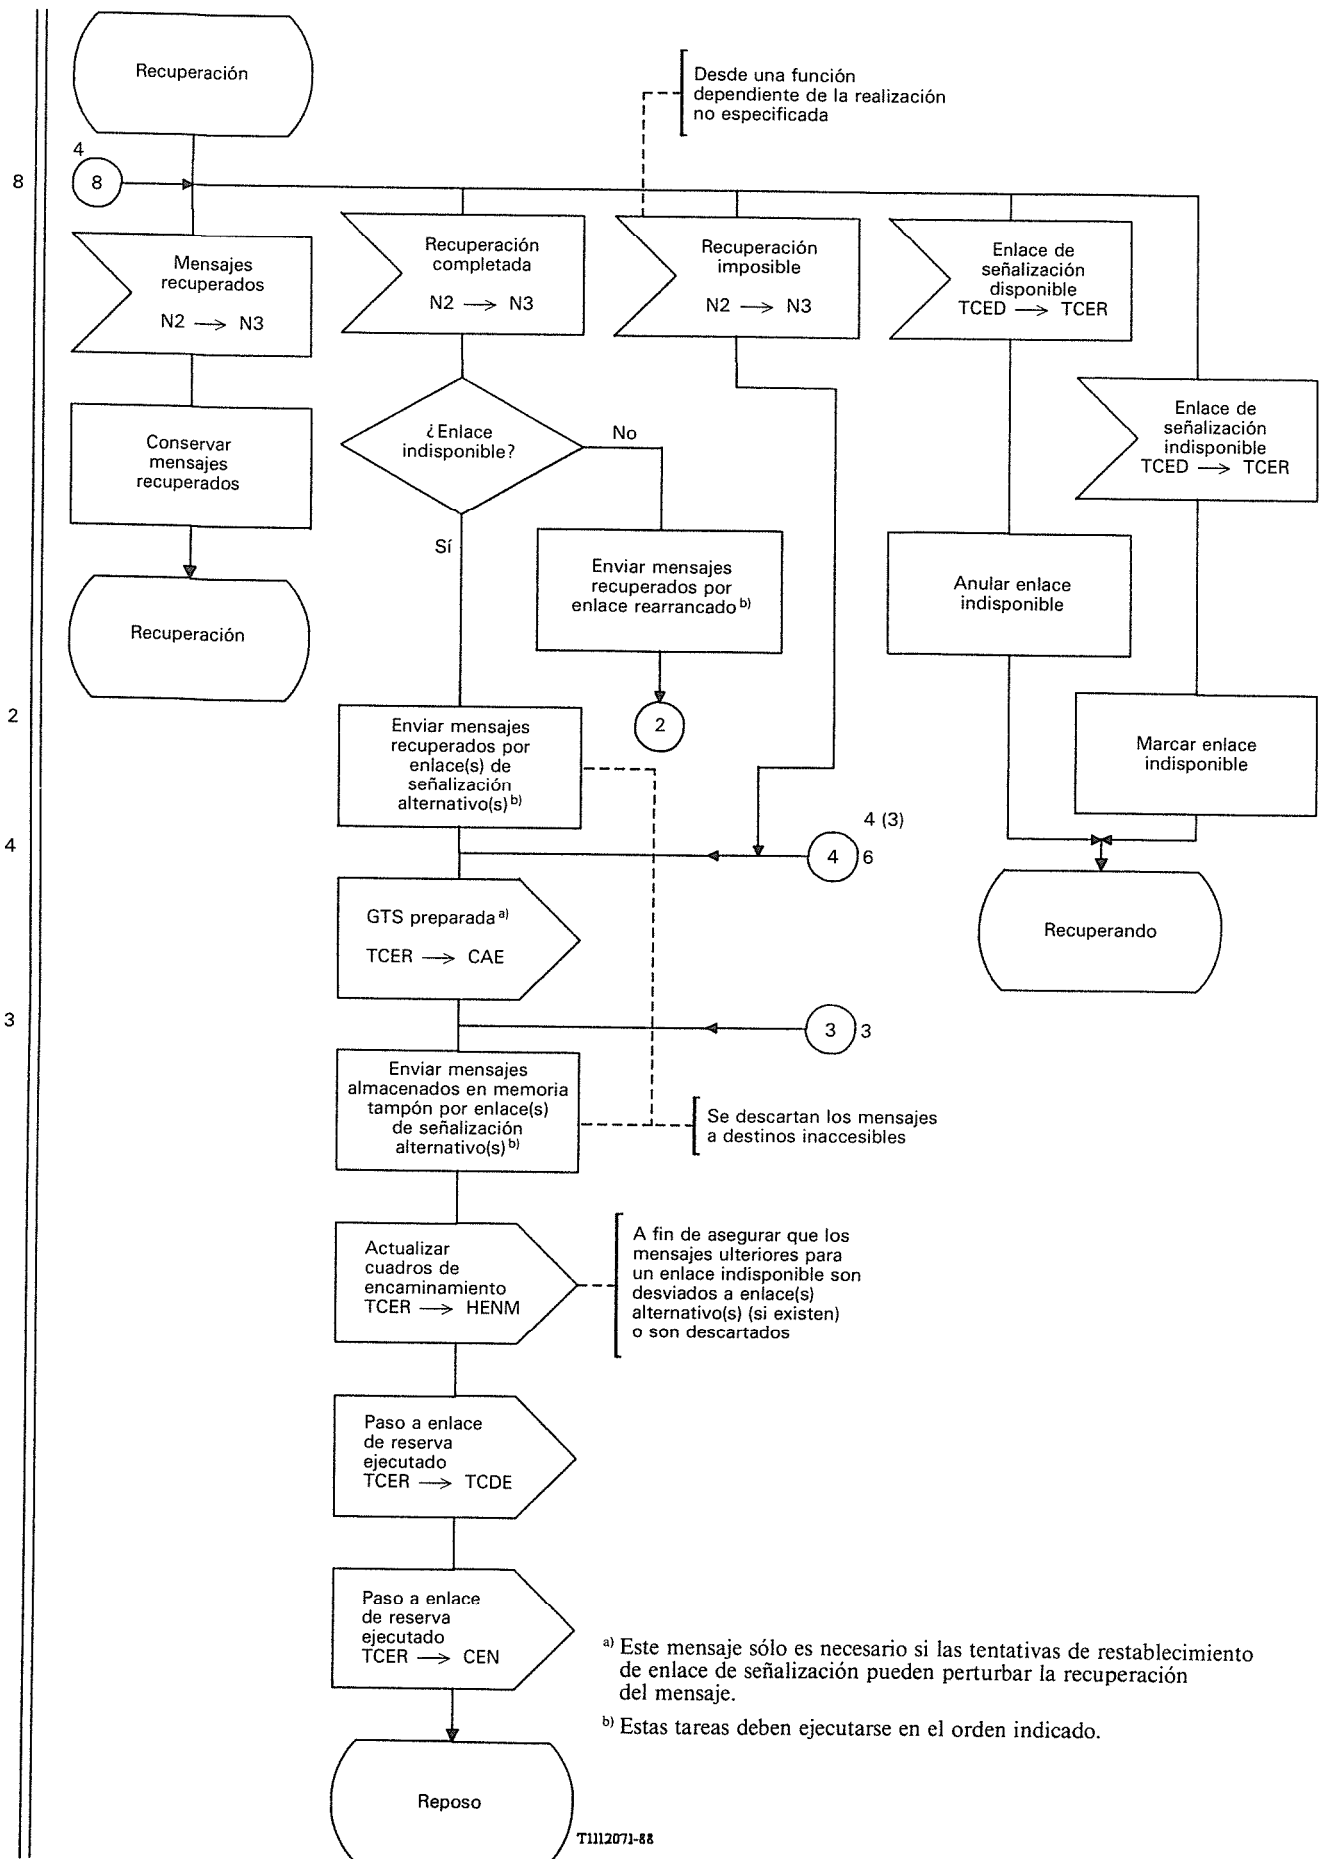 Recuperación
Desde una función
dependiente de la realización
no especificada
4
8
8
Mensajes
recuperados
N2 → N3
Recuperación
completada
N2 → N3
Recuperación
imposible
N2 → N3
Enlace de
señalización
disponible
TCED → TCER
Enlace de
señalización
indisponible
TCED → TCER
Conservar
mensajes
recuperados
¿Enlace
indisponible?
No
Sí
Enviar mensajes
recuperados por
enlace rearrancado b)
Anular enlace
indisponible
Recuperación
2
2
Enviar mensajes
recuperados por
enlace(s) de
señalización
alternativo(s) b)
Marcar enlace
indisponible
4 (3)
4
4
6
GTS preparada a)
TCER → CAE
Recuperando
3
3
3
Enviar mensajes
almacenados en memoria
tampón por enlace(s)
de señalización
alternativo(s) b)
Se descartan los mensajes
a destinos inaccesibles
Actualizar
cuadros de
encaminamiento
TCER → HENM
A fin de asegurar que los
mensajes ulteriores para
un enlace indisponible son
desviados a enlace(s)
alternativo(s) (si existen)
o son descartados
Paso a enlace
de reserva
ejecutado
TCER → TCDE
Paso a enlace
de reserva
ejecutado
TCER → CEN
a) Este mensaje sólo es necesario si las tentativas de restablecimiento
de enlace de señalización pueden perturbar la recuperación
del mensaje.
b) Estas tareas deben ejecutarse en el orden indicado.
Reposo
T1112071-88